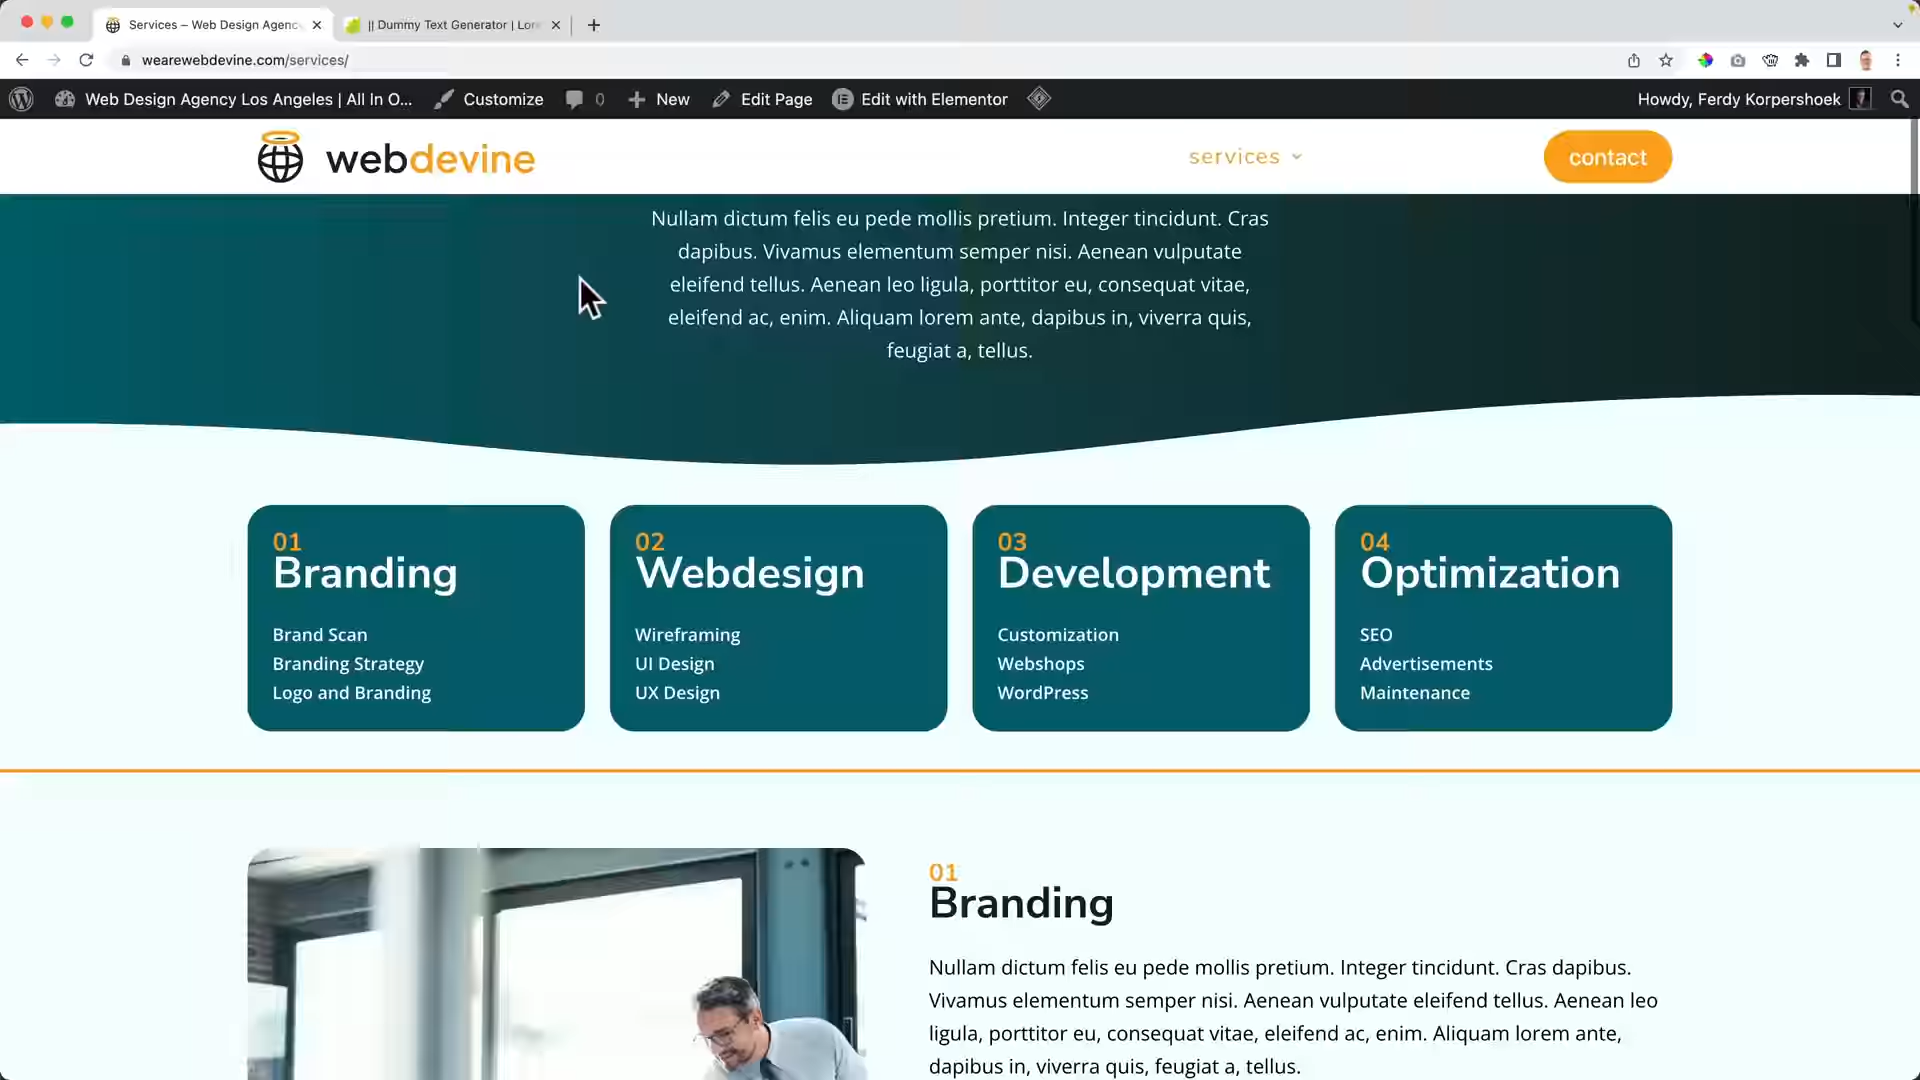 Services – Web Design Agenc
|| Dummy Text Generator | Lor
wearewebdevine.com/services/
Web Design Agency Los Angeles | All In O...
Customize
0
New
Edit Page
Edit with Elementor
Howdy, Ferdy Korpershoek
webdevine
services
contact
Nullam dictum felis eu pede mollis pretium. Integer tincidunt. Cras
dapibus. Vivamus elementum semper nisi. Aenean vulputate
eleifend tellus. Aenean leo ligula, porttitor eu, consequat vitae,
eleifend ac, enim. Aliquam lorem ante, dapibus in, viverra quis,
feugiat a, tellus.
01
Branding
Brand Scan
Branding Strategy
Logo and Branding
02
Webdesign
Wireframing
UI Design
UX Design
03
Development
Customization
Webshops
WordPress
04
Optimization
SEO
Advertisements
Maintenance
01
Branding
Nullam dictum felis eu pede mollis pretium. Integer tincidunt. Cras dapibus.
Vivamus elementum semper nisi. Aenean vulputate eleifend tellus. Aenean leo
ligula, porttitor eu, consequat vitae, eleifend ac, enim. Aliquam lorem ante,
dapibus in, viverra quis, feugiat a, tellus.